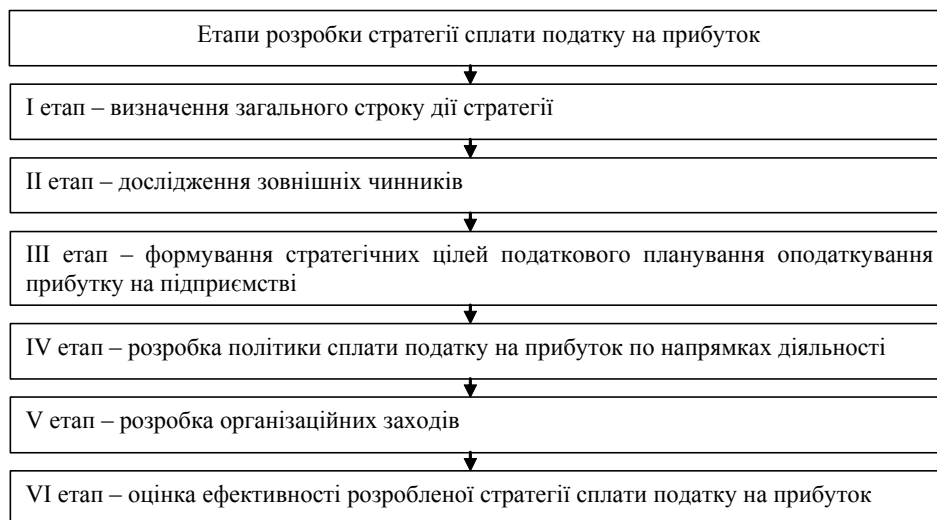 Етапи розробки стратегії сплати податку на прибуток
І етап – визначення загального строку дії стратегії
ІІ етап – дослідження зовнішніх чинників
ІІІ етап – формування стратегічних цілей податкового планування оподаткування
прибутку на підприємстві
IV етап – розробка політики сплати податку на прибуток по напрямках діяльності
V етап – розробка організаційних заходів
VI етап – оцінка ефективності розробленої стратегії сплати податку на прибуток